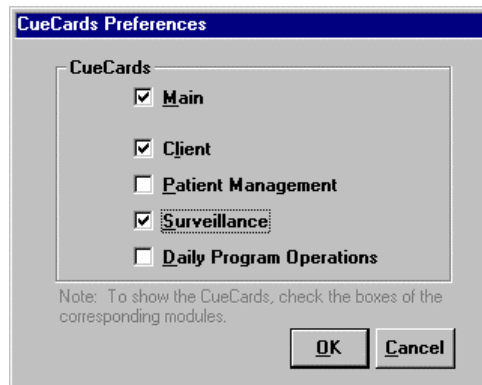 CueCards Preferences
CueCards
Main
Client
Patient Management
Surveillance
Daily Program Operations
Note: To show the CueCards, check the boxes of the
corresponding modules.
OK Cancel